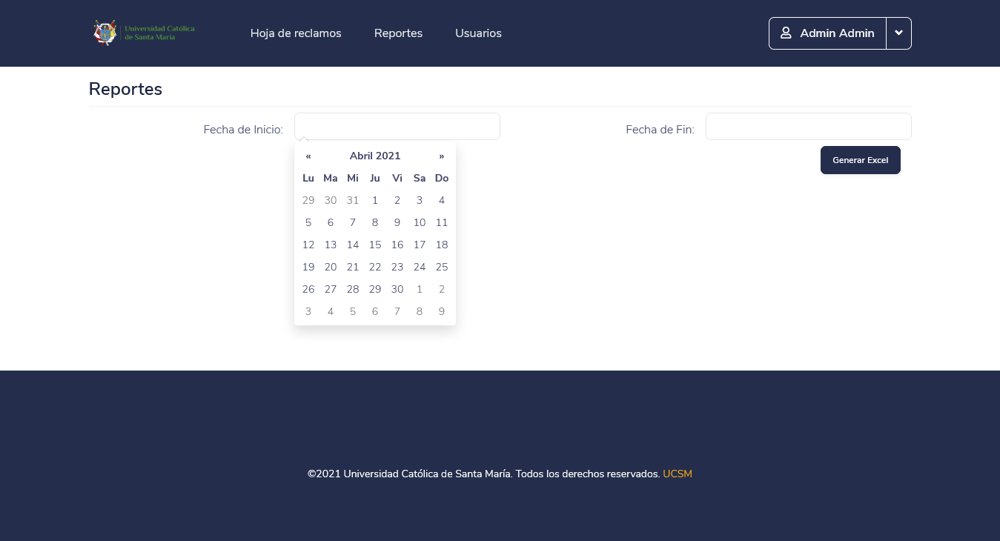 Universidad Católica
de Santa María
Hoja de reclamos Reportes Usuarios
Admin Admin
Reportes
Fecha de Inicio: Fecha de Fin:
Generar Excel
« Abril 2021 »
Lu Ma Mi Ju Vi Sa Do
29 30 31 1 2 3 4
5 6 7 8 9 10 11
12 13 14 15 16 17 18
19 20 21 22 23 24 25
26 27 28 29 30 1 2
3 4 5 6 7 8 9
©2021 Universidad Católica de Santa María. Todos los derechos reservados. UCSM